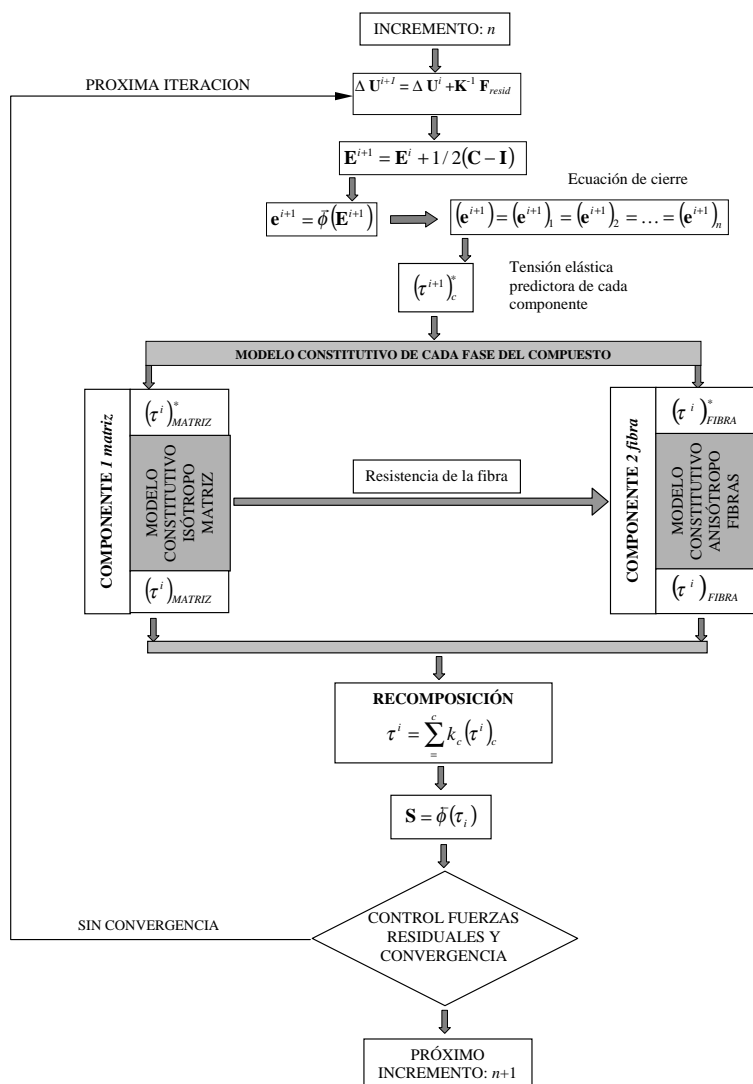 INCREMENTO: n
PROXIMA ITERACION
Δ U^{i+1} = Δ U^{i} + K^{-1} F_{resid}
E^{i+1} = E^{i} + 1/2(C − I)
Ecuación de cierre
e^{i+1} = ϕ⃗(E^{i+1})
(e^{i+1}) = (e^{i+1})_1 = (e^{i+1})_2 = … = (e^{i+1})_n
(τ^{i+1})^*_c
Tensión elástica
predictora de cada
componente
MODELO CONSTITUTIVO DE CADA FASE DEL COMPUESTO
COMPONENTE 1 matriz
(τ^i)^*_{MATRIZ}
MODELO
CONSTITUTIVO
ISÓTROPO
MATRIZ
(τ^i)_{MATRIZ}
Resistencia de la fibra
COMPONENTE 2 fibra
(τ^i)^*_{FIBRA}
MODELO
CONSTITUTIVO
ANISÓTROPO
FIBRAS
(τ^i)_{FIBRA}
RECOMPOSICIÓN
τ^i = ∑_{=}^{c} k_c (τ^i)_c
S = ϕ⃖(τ_i)
SIN CONVERGENCIA
CONTROL FUERZAS
RESIDUALES Y
CONVERGENCIA
PRÓXIMO
INCREMENTO: n+1